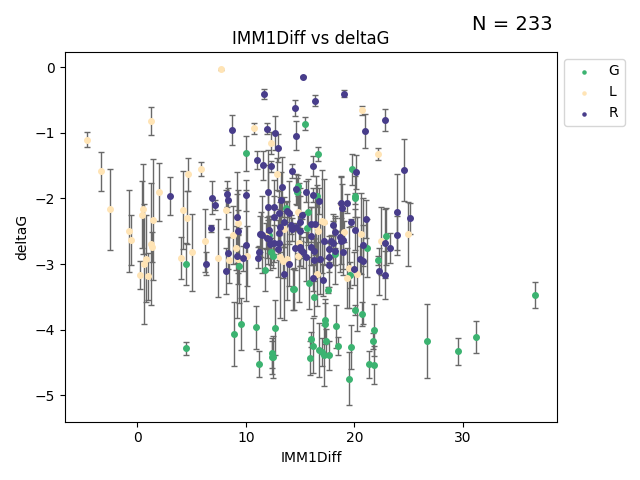 N = 233
IMM1Diff vs deltaG
G
L
R
0
−1
−2
−3
−4
−5
deltaG
0 10 20 30
IMM1Diff